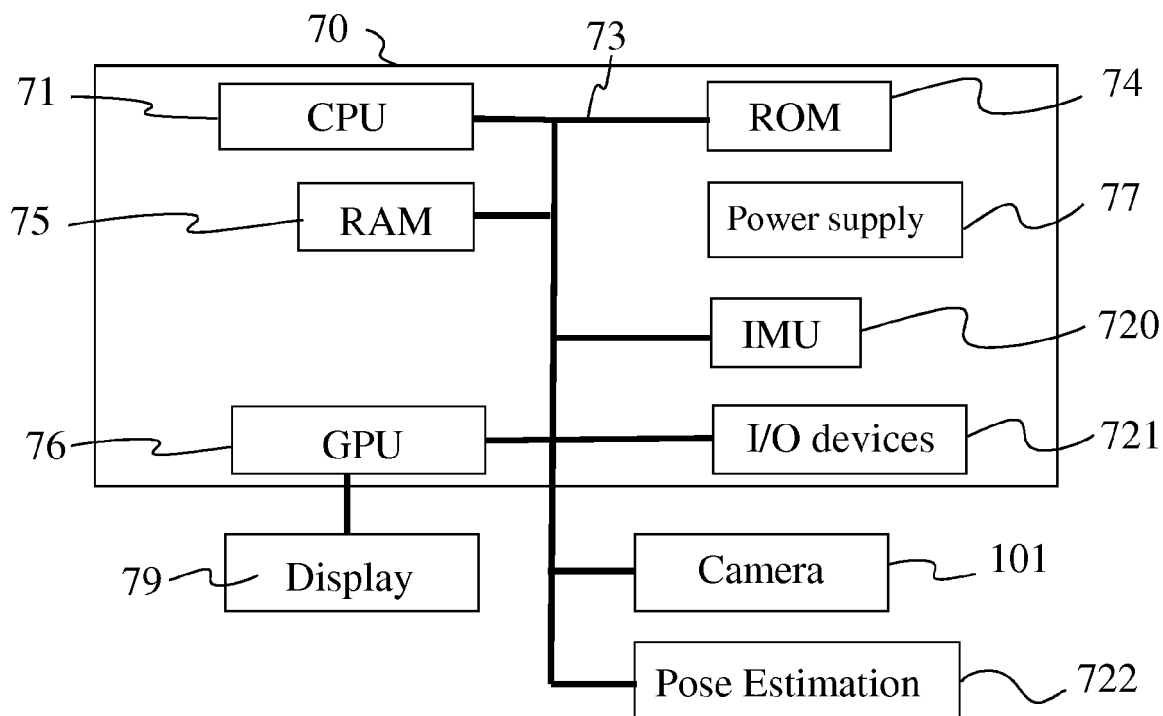 70
73
71
CPU
ROM
74
75
RAM
Power supply
77
IMU
720
76
GPU
I/O devices
721
79
Display
Camera
101
Pose Estimation
722